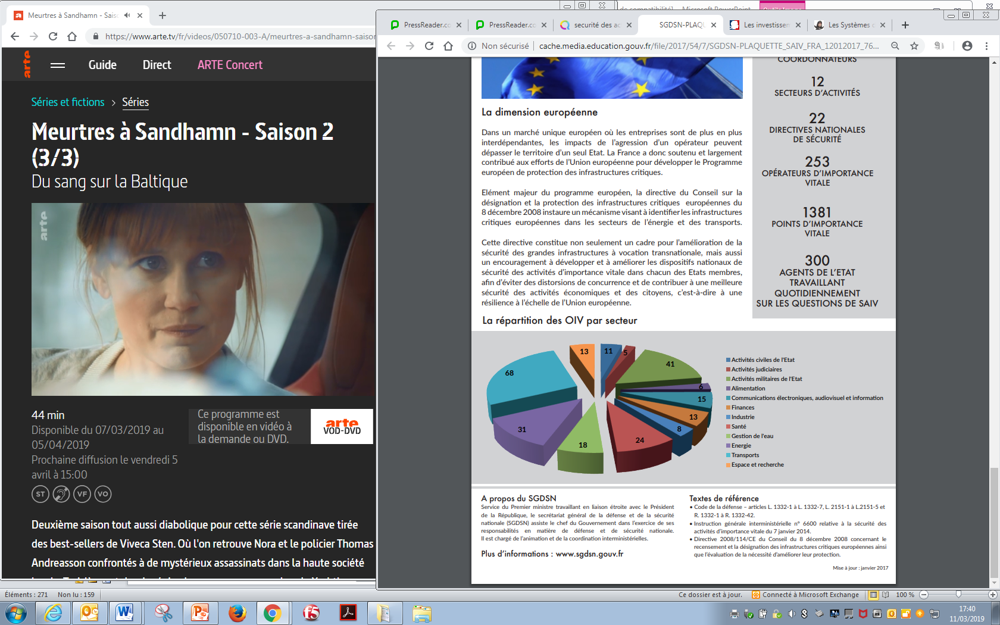 Meurtres à Sandhamn - Sais
https://www.arte.tv/fr/videos/050710-003-A/meurtres-a-sandhamn-saison
arte
Guide
Direct
ARTE Concert
Séries et fictions > Séries
Meurtres à Sandhamn - Saison 2
(3/3)
Du sang sur la Baltique
arte
44 min
Disponible du 07/03/2019 au
05/04/2019
Prochaine diffusion le vendredi 5
avril à 15:00
ST
VF
VO
Ce programme est
disponible en vidéo à
la demande ou DVD.
arte
VOD-DVD
Deuxième saison tout aussi diabolique pour cette série scandinave tirée
des best-sellers de Viveca Sten. Où l'on retrouve Nora et le policier Thomas
Andreasson confrontés à de mystérieux assassinats dans la haute société
de compatibilité] - Microsoft PowerPoint
PressReader.co
PressReader.co
securité des ac
SGDSN-PLAQU
Les investissem
Les Systèmes
Non sécurisé | cache.media.education.gouv.fr/file/2017/54/7/SGDSN-PLAQUETTE_SAIV_FRA_12012017_76...
La dimension européenne
Dans un marché unique européen où les entreprises sont de plus en plus
interdépendantes, les impacts de l'agression d'un opérateur peuvent
dépasser le territoire d'un seul Etat. La France a donc soutenu et largement
contribué aux efforts de l'Union européenne pour développer le Programme
européen de protection des infrastructures critiques.
Elément majeur du programme européen, la directive du Conseil sur la
désignation et la protection des infrastructures critiques européennes du
8 décembre 2008 instaure un mécanisme visant à identifier les infrastructures
critiques européennes dans les secteurs de l'énergie et des transports.
Cette directive constitue non seulement un cadre pour l'amélioration de la
sécurité des grandes infrastructures à vocation transnationale, mais aussi
un encouragement à développer et à améliorer les dispositifs nationaux de
sécurité des activités d'importance vitale dans chacun des Etats membres,
afin d'éviter des distorsions de concurrence et de contribuer à une meilleure
sécurité des activités économiques et des citoyens, c'est-à-dire à une
résilience à l'échelle de l'Union européenne.
COORDONNATEURS
12
SECTEURS D'ACTIVITÉS
22
DIRECTIVES NATIONALES
DE SÉCURITÉ
253
OPÉRATEURS D'IMPORTANCE
VITALE
1381
POINTS D'IMPORTANCE
VITALE
300
AGENTS DE L'ETAT
TRAVAILLANT
QUOTIDIENNEMENT
SUR LES QUESTIONS DE SAIV
La répartition des OIV par secteur
11
5
41
6
15
13
8
24
18
31
68
13
Activités civiles de l'Etat
Activités judiciaires
Activités militaires de l'Etat
Alimentation
Communications électroniques, audiovisuel et information
Finances
Industrie
Santé
Gestion de l'eau
Energie
Transports
Espace et recherche
A propos du SGDSN
Service du Premier ministre travaillant en liaison étroite avec le Président
de la République, le secrétariat général de la défense et de la sécurité
nationale (SGDSN) assiste le chef du Gouvernement dans l'exercice de ses
responsabilités en matière de défense et de sécurité nationale.
Il est chargé de l'animation et de la coordination interministérielles.
Plus d'informations : www.sgdsn.gouv.fr
Textes de référence
• Code de la défense – articles L. 1332-1 à L. 1332-7, L. 2151-1 à L.2151-5 et
R. 1332-1 à R. 1332-42.
• Instruction générale interministérielle n° 6600 relative à la sécurité des
activités d'importance vitale du 7 janvier 2014.
• Directive 2008/114/CE du Conseil du 8 décembre 2008 concernant le
recensement et la désignation des infrastructures critiques européennes ainsi
que l'évaluation de la nécessité d'améliorer leur protection.
Mise à jour : janvier 2017
Éléments : 271 Non lu : 159
Ce dossier est à jour. Connecté à Microsoft Exchange 100 %
17:40
11/03/2019